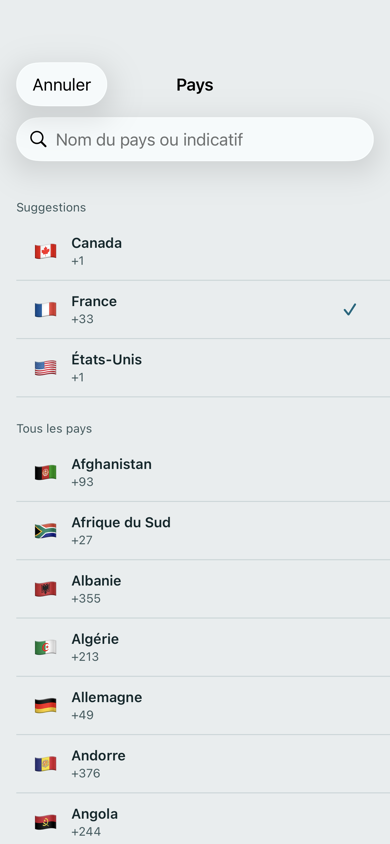 Annuler
Pays
Nom du pays ou indicatif
Suggestions
Canada
+1
France
+33
États-Unis
+1
Tous les pays
Afghanistan
+93
Afrique du Sud
+27
Albanie
+355
Algérie
+213
Allemagne
+49
Andorre
+376
Angola
+244